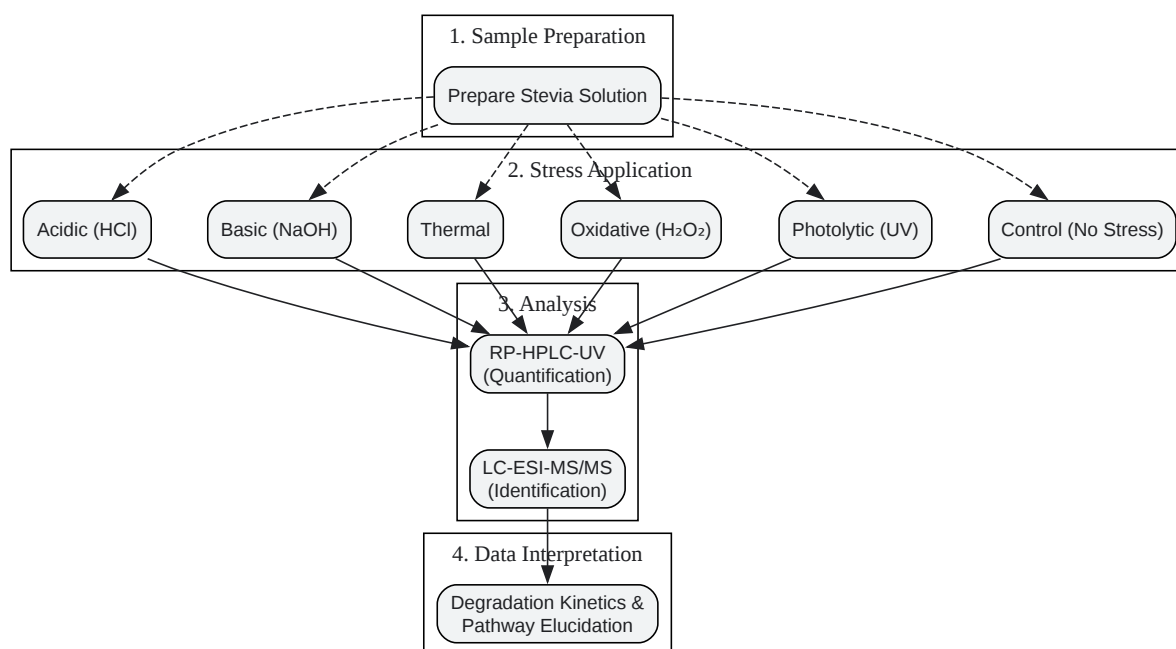 1. Sample Preparation
Prepare Stevia Solution
2. Stress Application
Acidic (HCl)
Basic (NaOH)
Thermal
Oxidative (H₂O₂)
Photolytic (UV)
Control (No Stress)
3. Analysis
RP-HPLC-UV
(Quantification)
LC-ESI-MS/MS
(Identification)
4. Data Interpretation
Degradation Kinetics &
Pathway Elucidation